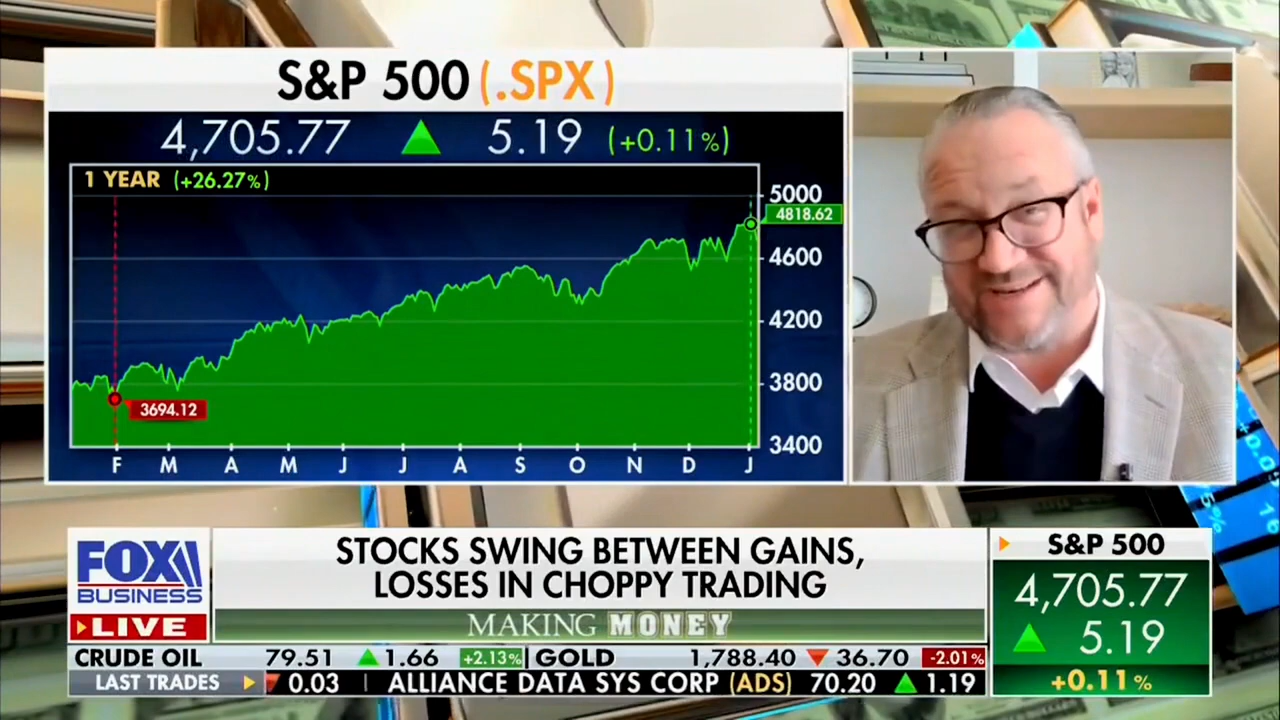 S&P 500 (.SPX)
4,705.77 ▲ 5.19 (+0.11%)
1 YEAR (+26.27%)
5000
4818.62
4600
4200
3800
3694.12
3400
F M A M J J A S O N D J
FOX BUSINESS
LIVE
STOCKS SWING BETWEEN GAINS,
LOSSES IN CHOPPY TRADING
MAKING MONEY
S&P 500
4,705.77
▲ 5.19
+0.11%
CRUDE OIL 79.51 ▲ 1.66 +2.13% GOLD 1,788.40 ▼ 36.70 -2.01%
LAST TRADES ▼ 0.03 ALLIANCE DATA SYS CORP (ADS) 70.20 ▲ 1.19